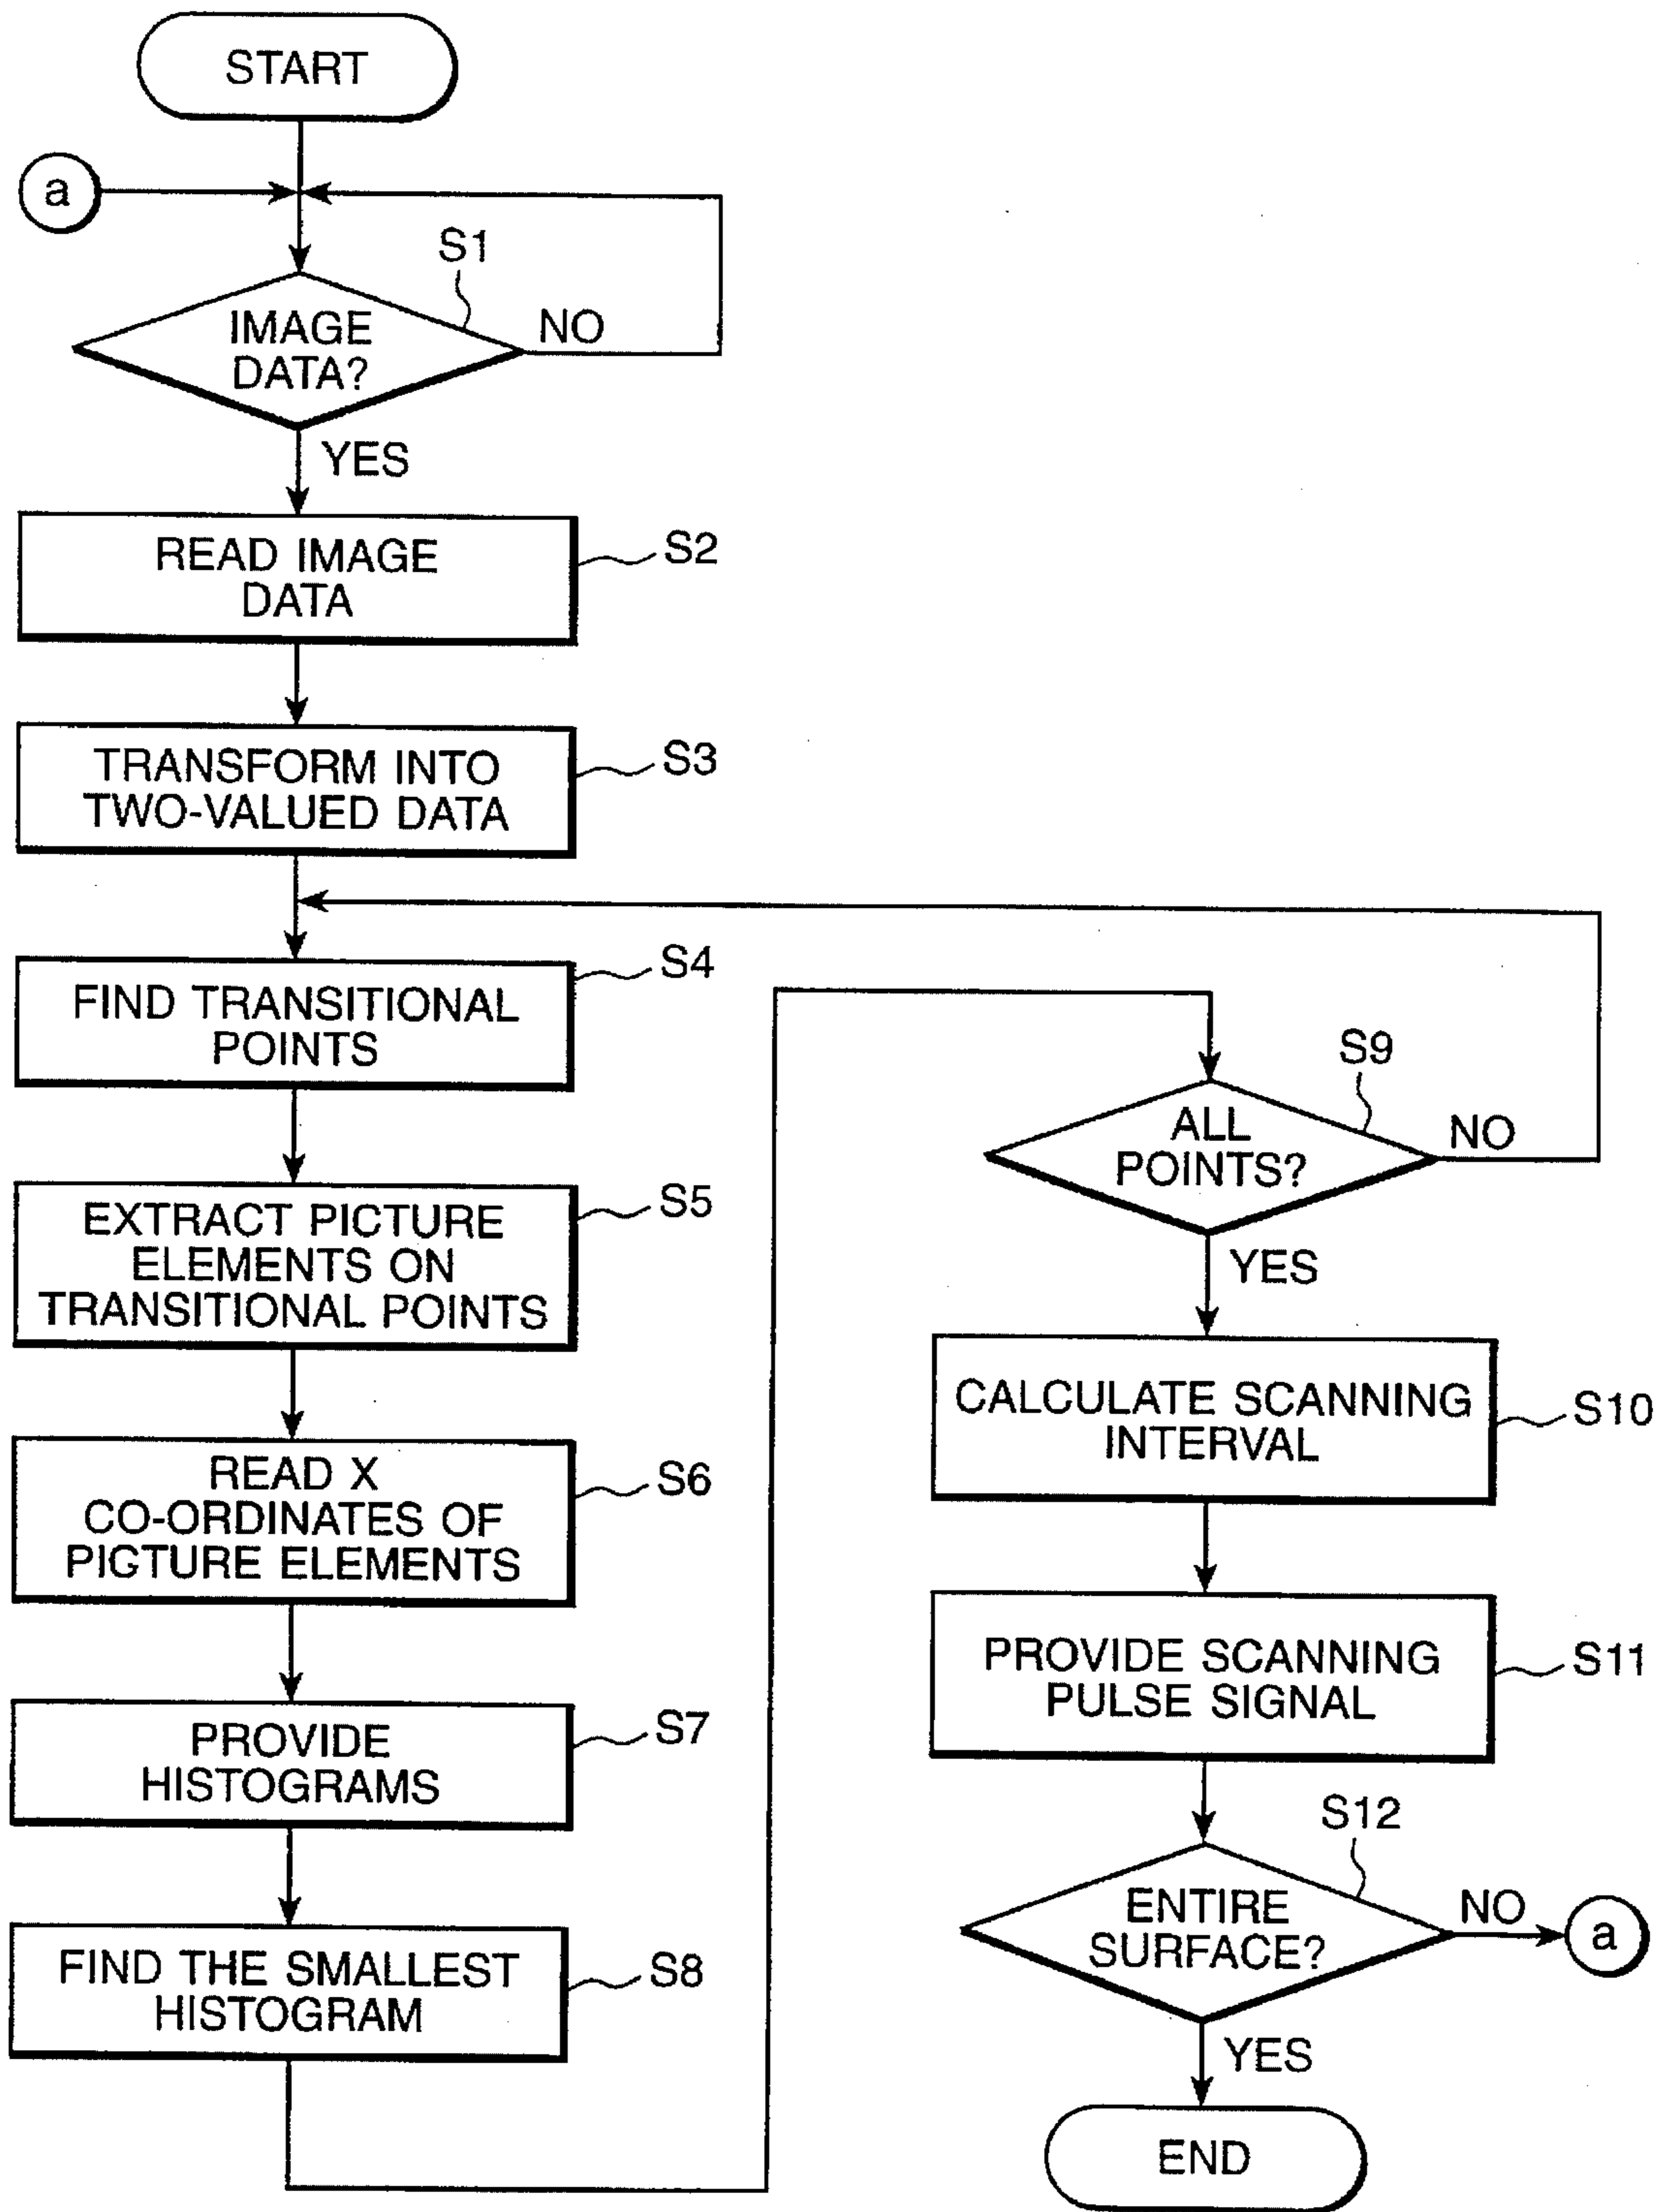 START
a
S1
IMAGE
DATA?
NO
YES
READ IMAGE
DATA
S2
TRANSFORM INTO
TWO-VALUED DATA
S3
FIND TRANSITIONAL
POINTS
S4
EXTRACT PICTURE
ELEMENTS ON
TRANSITIONAL POINTS
S5
READ X
CO-ORDINATES OF
PIGTURE ELEMENTS
S6
PROVIDE
HISTOGRAMS
S7
FIND THE SMALLEST
HISTOGRAM
S8
S9
ALL
POINTS?
NO
YES
CALCULATE SCANNING
INTERVAL
S10
PROVIDE SCANNING
PULSE SIGNAL
S11
S12
ENTIRE
SURFACE?
NO
a
YES
END